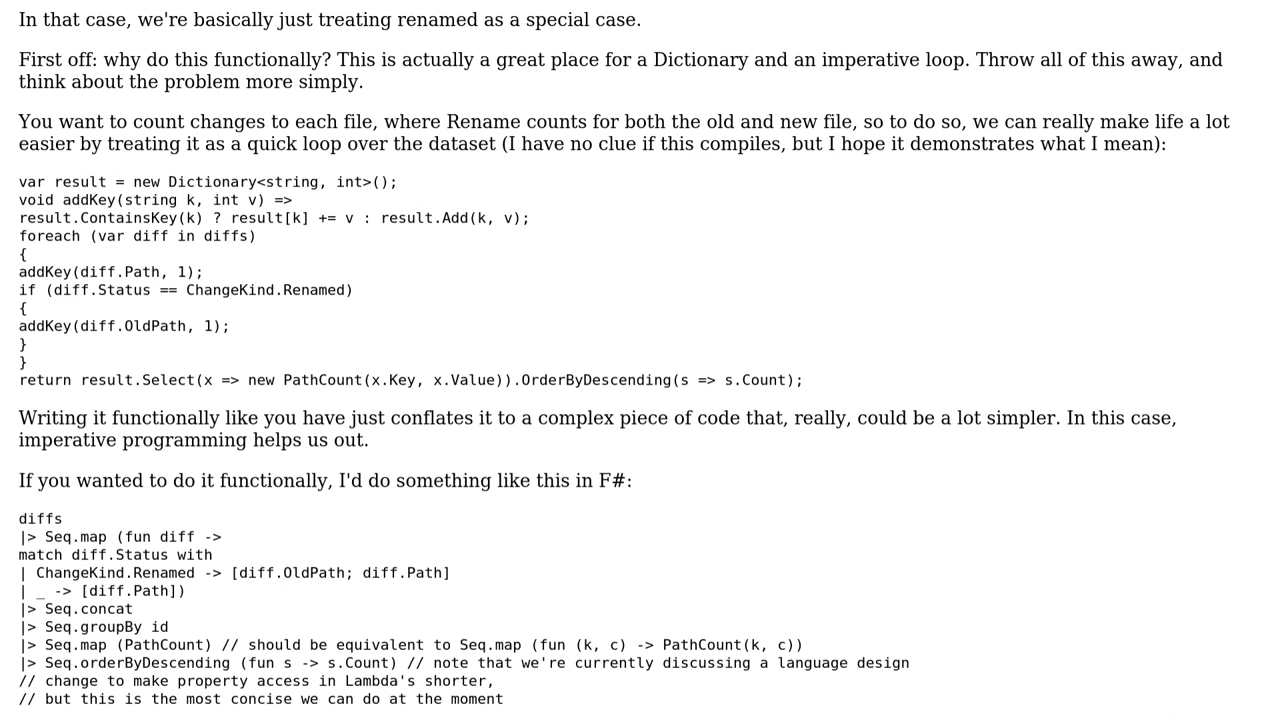 In that case, we're basically just treating renamed as a special case.
First off: why do this functionally? This is actually a great place for a Dictionary and an imperative loop. Throw all of this away, and
think about the problem more simply.
You want to count changes to each file, where Rename counts for both the old and new file, so to do so, we can really make life a lot
easier by treating it as a quick loop over the dataset (I have no clue if this compiles, but I hope it demonstrates what I mean):
var result = new Dictionary<string, int>();
void addKey(string k, int v) =>
result.ContainsKey(k) ? result[k] += v : result.Add(k, v);
foreach (var diff in diffs)
{
addKey(diff.Path, 1);
if (diff.Status == ChangeKind.Renamed)
{
addKey(diff.OldPath, 1);
}
}
return result.Select(x => new PathCount(x.Key, x.Value)).OrderByDescending(s => s.Count);
Writing it functionally like you have just conflates it to a complex piece of code that, really, could be a lot simpler. In this case,
imperative programming helps us out.
If you wanted to do it functionally, I'd do something like this in F#:
diffs
|> Seq.map (fun diff ->
match diff.Status with
| ChangeKind.Renamed -> [diff.OldPath; diff.Path]
| _ -> [diff.Path])
|> Seq.concat
|> Seq.groupBy id
|> Seq.map (PathCount) // should be equivalent to Seq.map (fun (k, c) -> PathCount(k, c))
|> Seq.orderByDescending (fun s -> s.Count) // note that we're currently discussing a language design
// change to make property access in Lambda's shorter,
// but this is the most concise we can do at the moment